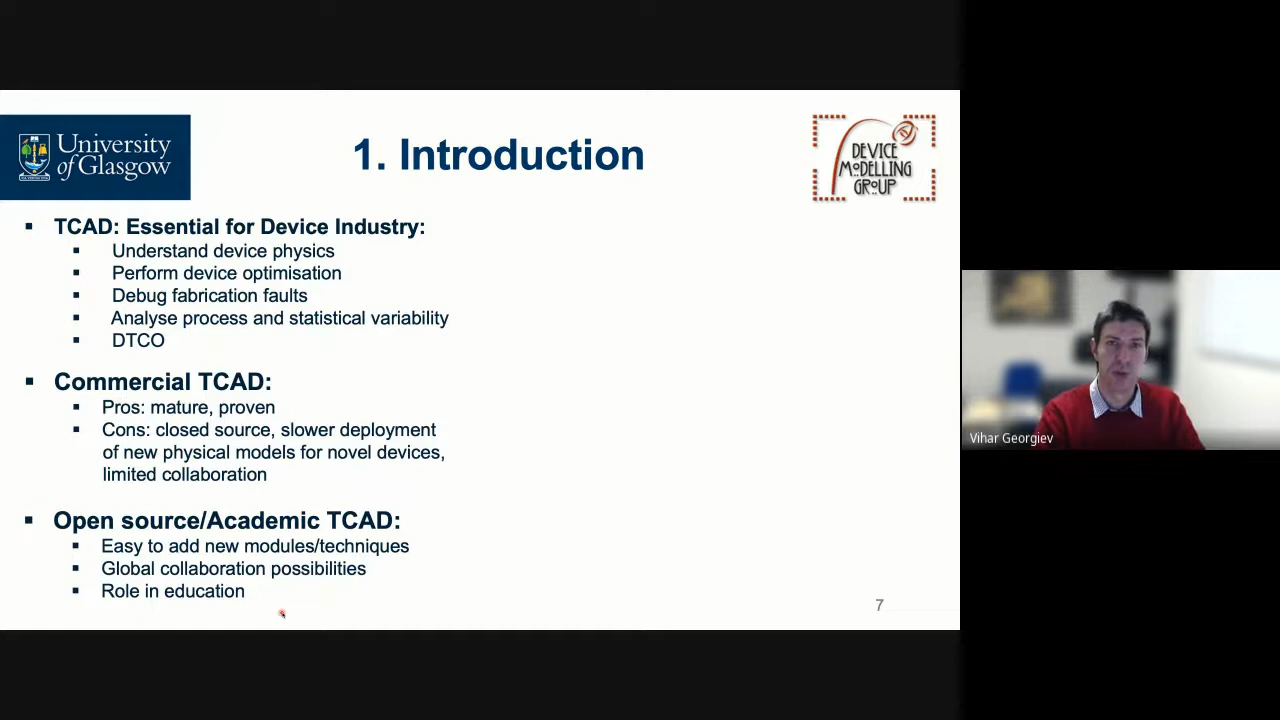 University
of Glasgow
1. Introduction
DEVICE
MODELLING
GROUP
▪ TCAD: Essential for Device Industry:
▪ Understand device physics
▪ Perform device optimisation
▪ Debug fabrication faults
▪ Analyse process and statistical variability
▪ DTCO
▪ Commercial TCAD:
▪ Pros: mature, proven
▪ Cons: closed source, slower deployment
of new physical models for novel devices,
limited collaboration
▪ Open source/Academic TCAD:
▪ Easy to add new modules/techniques
▪ Global collaboration possibilities
▪ Role in education
7
Vihar Georgiev